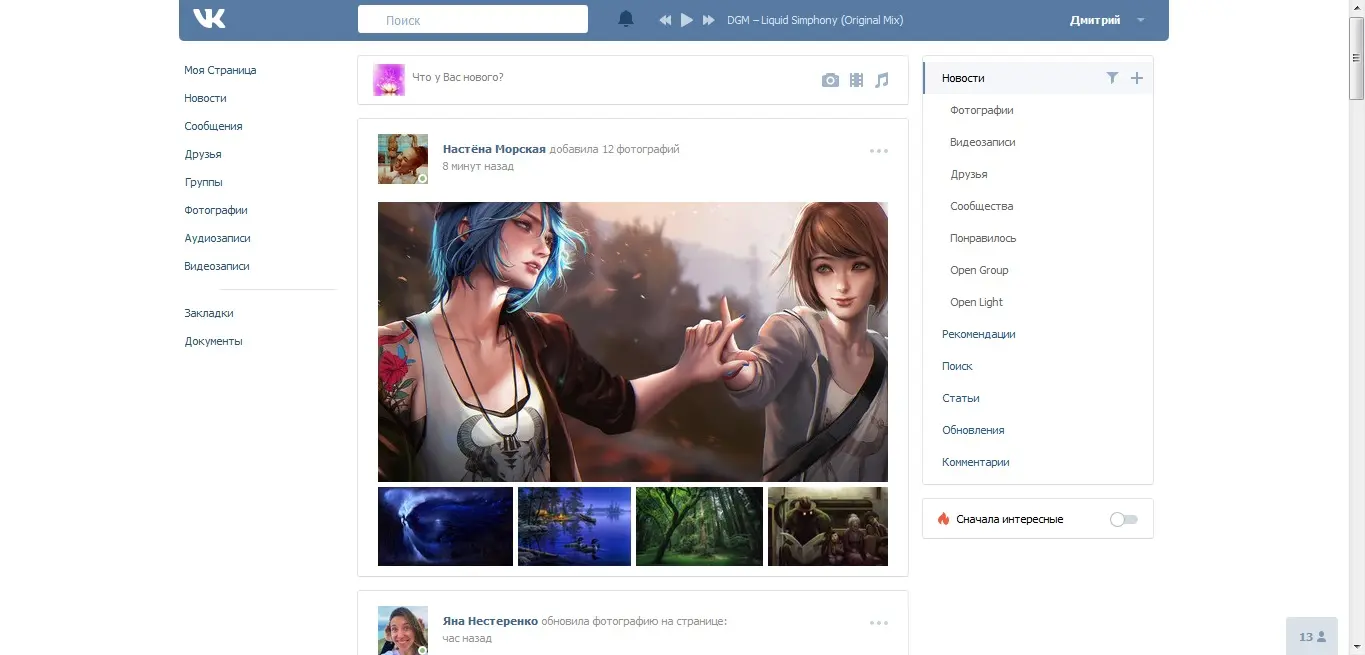 VK
Поиск
DGM – Liquid Simphony (Original Mix)
Дмитрий
Моя Страница
Новости
Сообщения
Друзья
Группы
Фотографии
Аудиозаписи
Видеозаписи
Закладки
Документы
Что у Вас нового?
Настёна Морская добавила 12 фотографий
8 минут назад
Яна Нестеренко обновила фотографию на странице:
час назад
Новости
Фотографии
Видеозаписи
Друзья
Сообщества
Понравилось
Open Group
Open Light
Рекомендации
Поиск
Статьи
Обновления
Комментарии
Сначала интересные
13